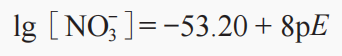 lg [NO₃⁻]=−53.20 + 8pE